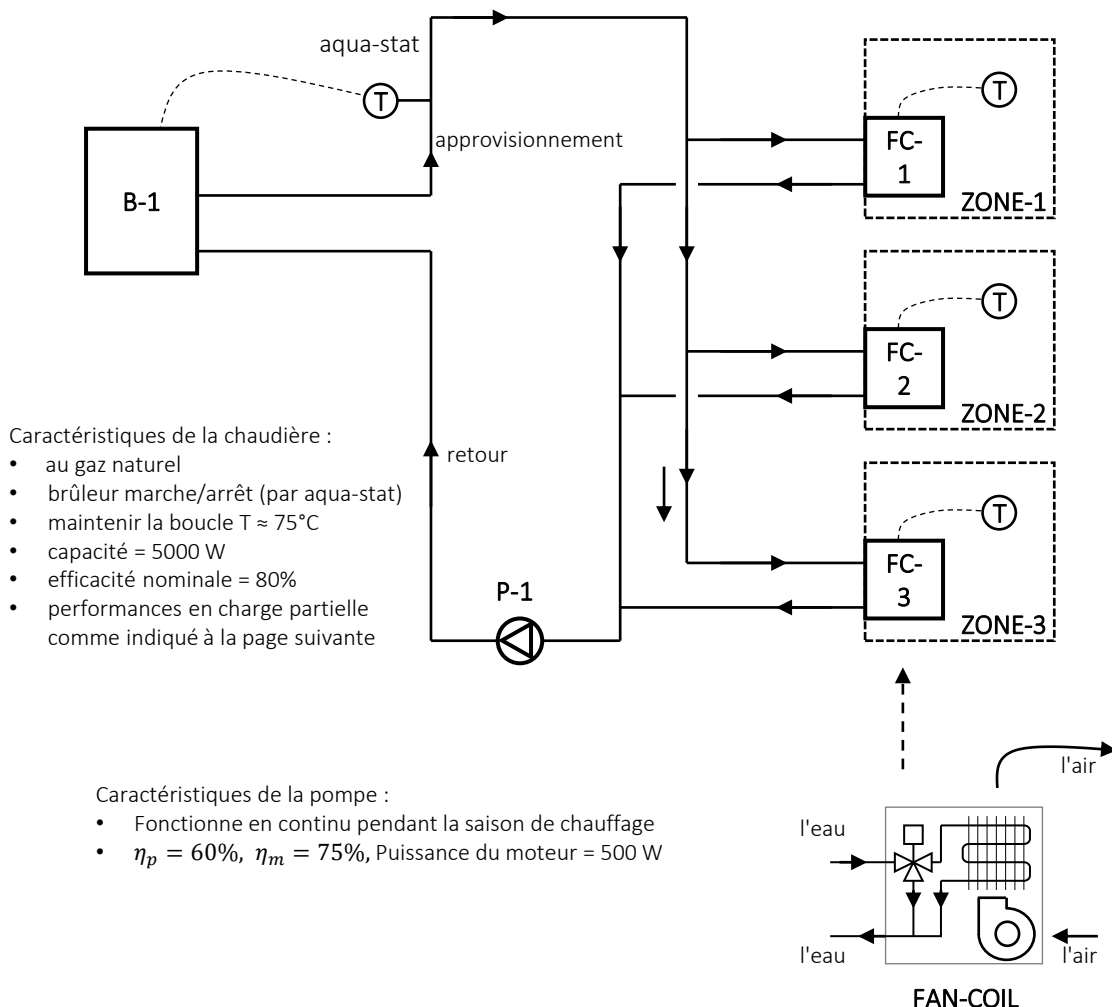 aqua-stat
T
approvisionnement
B-1
T
FC-
1
ZONE-1
T
FC-
2
ZONE-2
T
FC-
3
ZONE-3
Caractéristiques de la chaudière :
• au gaz naturel
• brûleur marche/arrêt (par aqua-stat)
• maintenir la boucle T ≈ 75°C
• capacité = 5000 W
• efficacité nominale = 80%
• performances en charge partielle
comme indiqué à la page suivante
retour
P-1
Caractéristiques de la pompe :
• Fonctionne en continu pendant la saison de chauffage
• η_p = 60%, η_m = 75%, Puissance du moteur = 500 W
l'air
l'eau
l'eau
l'air
FAN-COIL